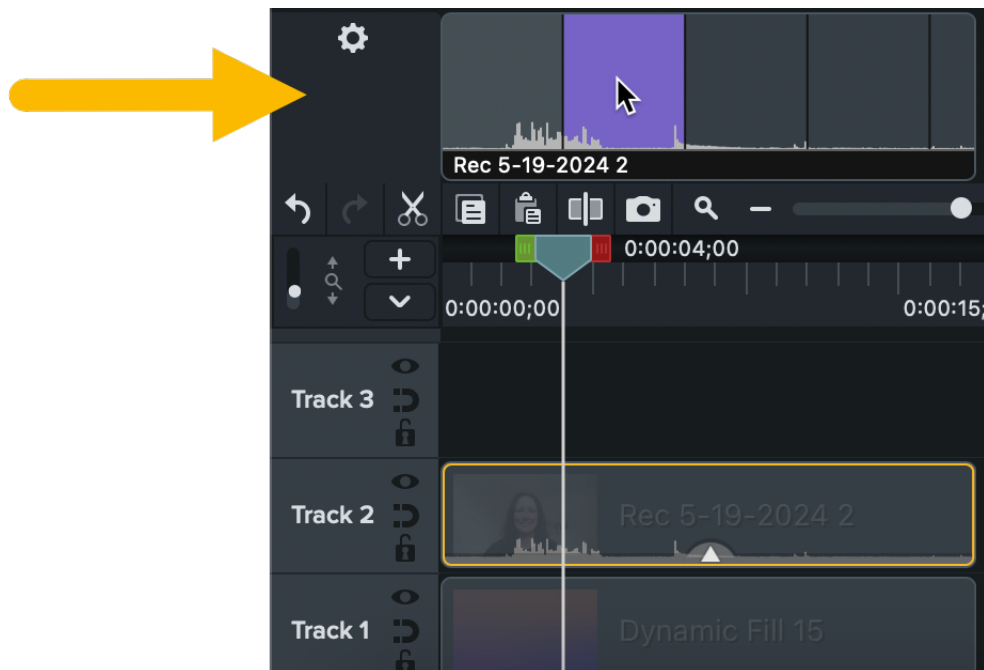 Rec 5-19-2024 2
0:00:04;00
0:00:00;00
0:00:15;
Track 3
Track 2
Rec 5-19-2024 2
Track 1
Dynamic Fill 15